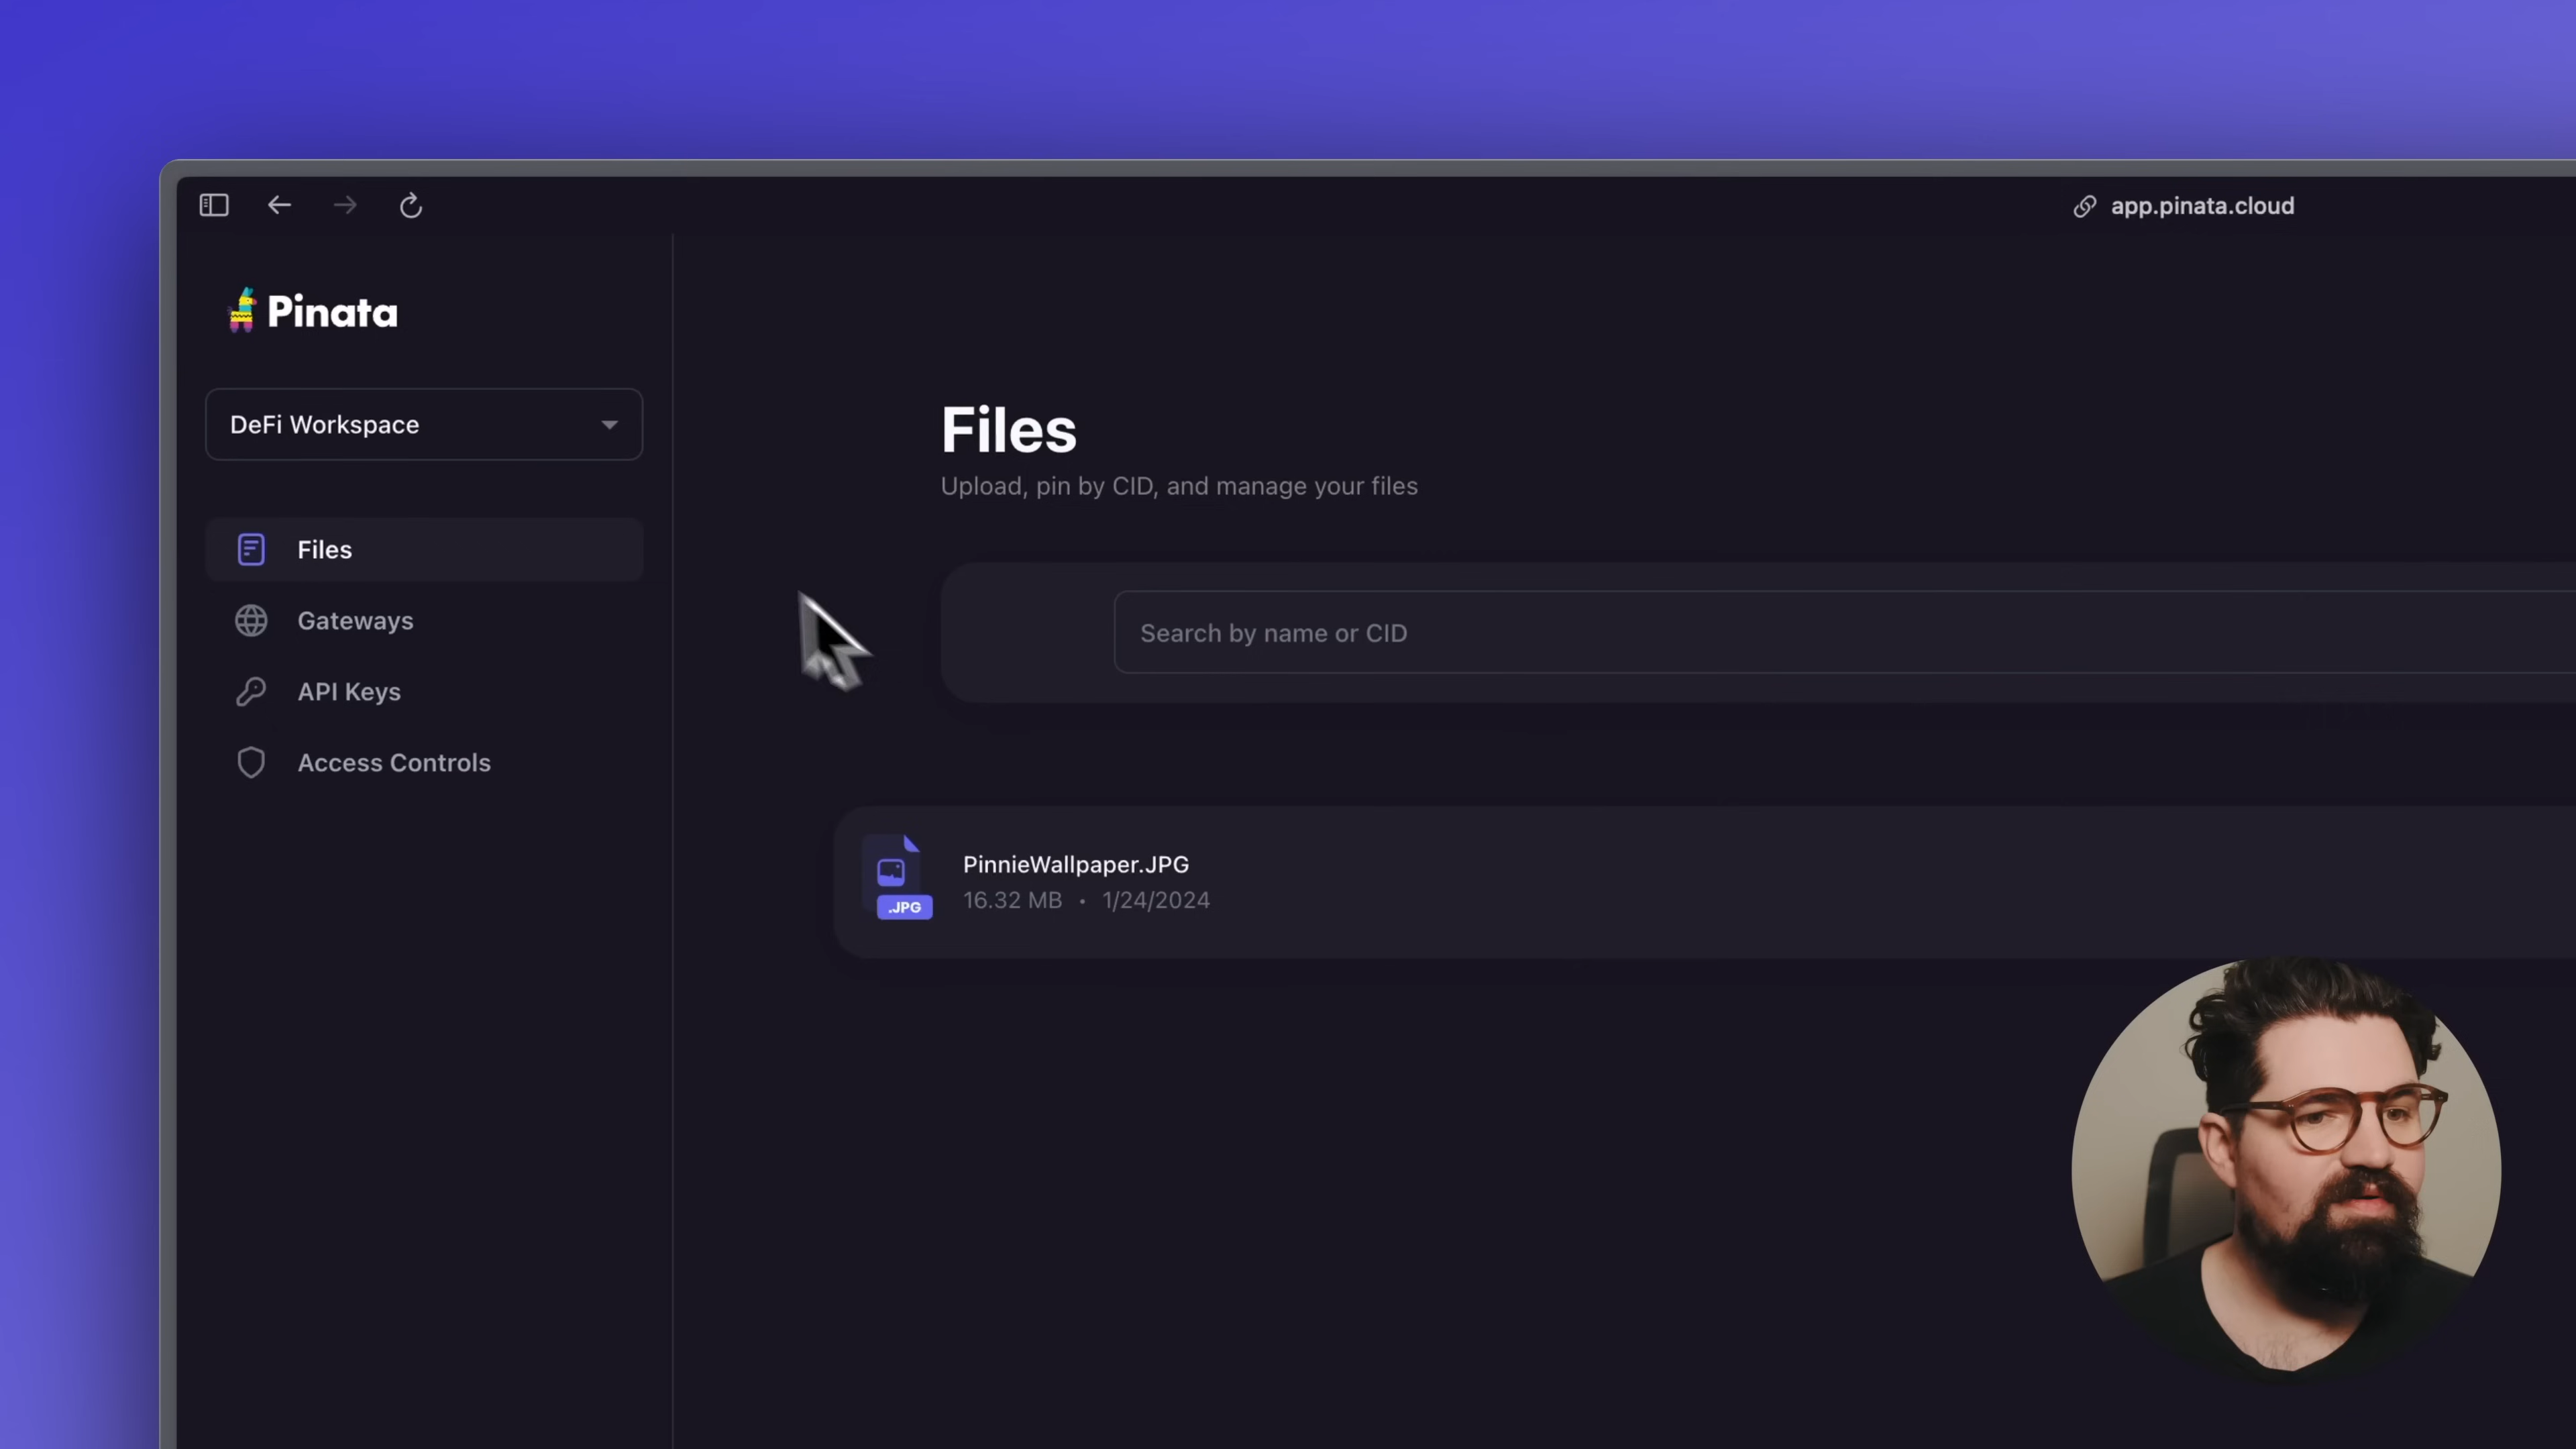 app.pinata.cloud
Pinata
DeFi Workspace
Files
Gateways
API Keys
Access Controls
Files
Upload, pin by CID, and manage your files
Search by name or CID
PinnieWallpaper.JPG
16.32 MB • 1/24/2024
.JPG